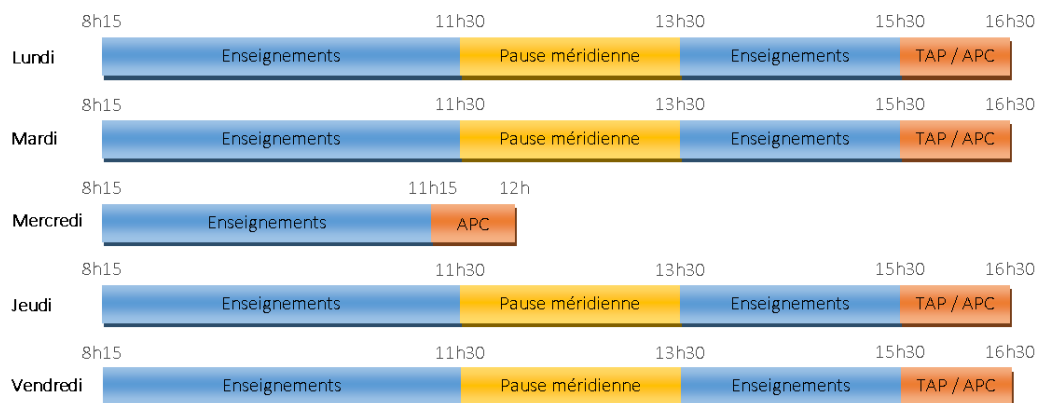 8h15 11h30 13h30 15h30 16h30
Lundi Enseignements Pause méridienne Enseignements TAP / APC
8h15 11h30 13h30 15h30 16h30
Mardi Enseignements Pause méridienne Enseignements TAP / APC
8h15 11h15 12h
Mercredi Enseignements APC
8h15 11h30 13h30 15h30 16h30
Jeudi Enseignements Pause méridienne Enseignements TAP / APC
8h15 11h30 13h30 15h30 16h30
Vendredi Enseignements Pause méridienne Enseignements TAP / APC